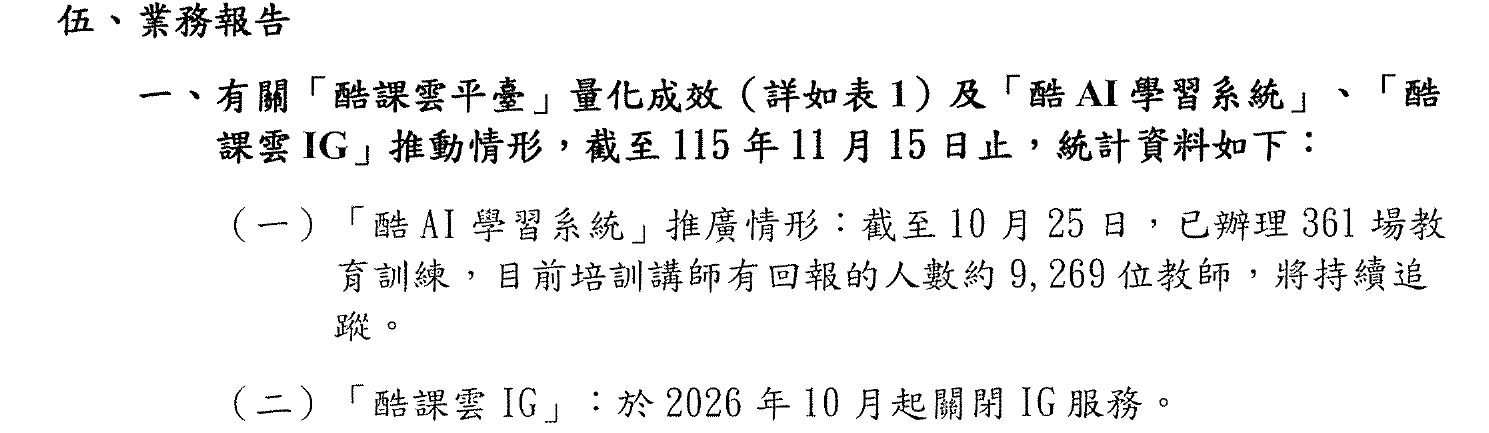 伍、業務報告
一、有關「酷課雲平臺」量化成效（詳如表1）及「酷AI學習系統」、「酷
課雲IG」推動情形，截至115年11月15日止，統計資料如下：
（一）「酷AI學習系統」推廣情形：截至10月25日，已辦理361場教
育訓練，目前培訓講師有回報的人數約9,269位教師，將持續追
蹤。
（二）「酷課雲IG」：於2026年10月起關閉IG服務。